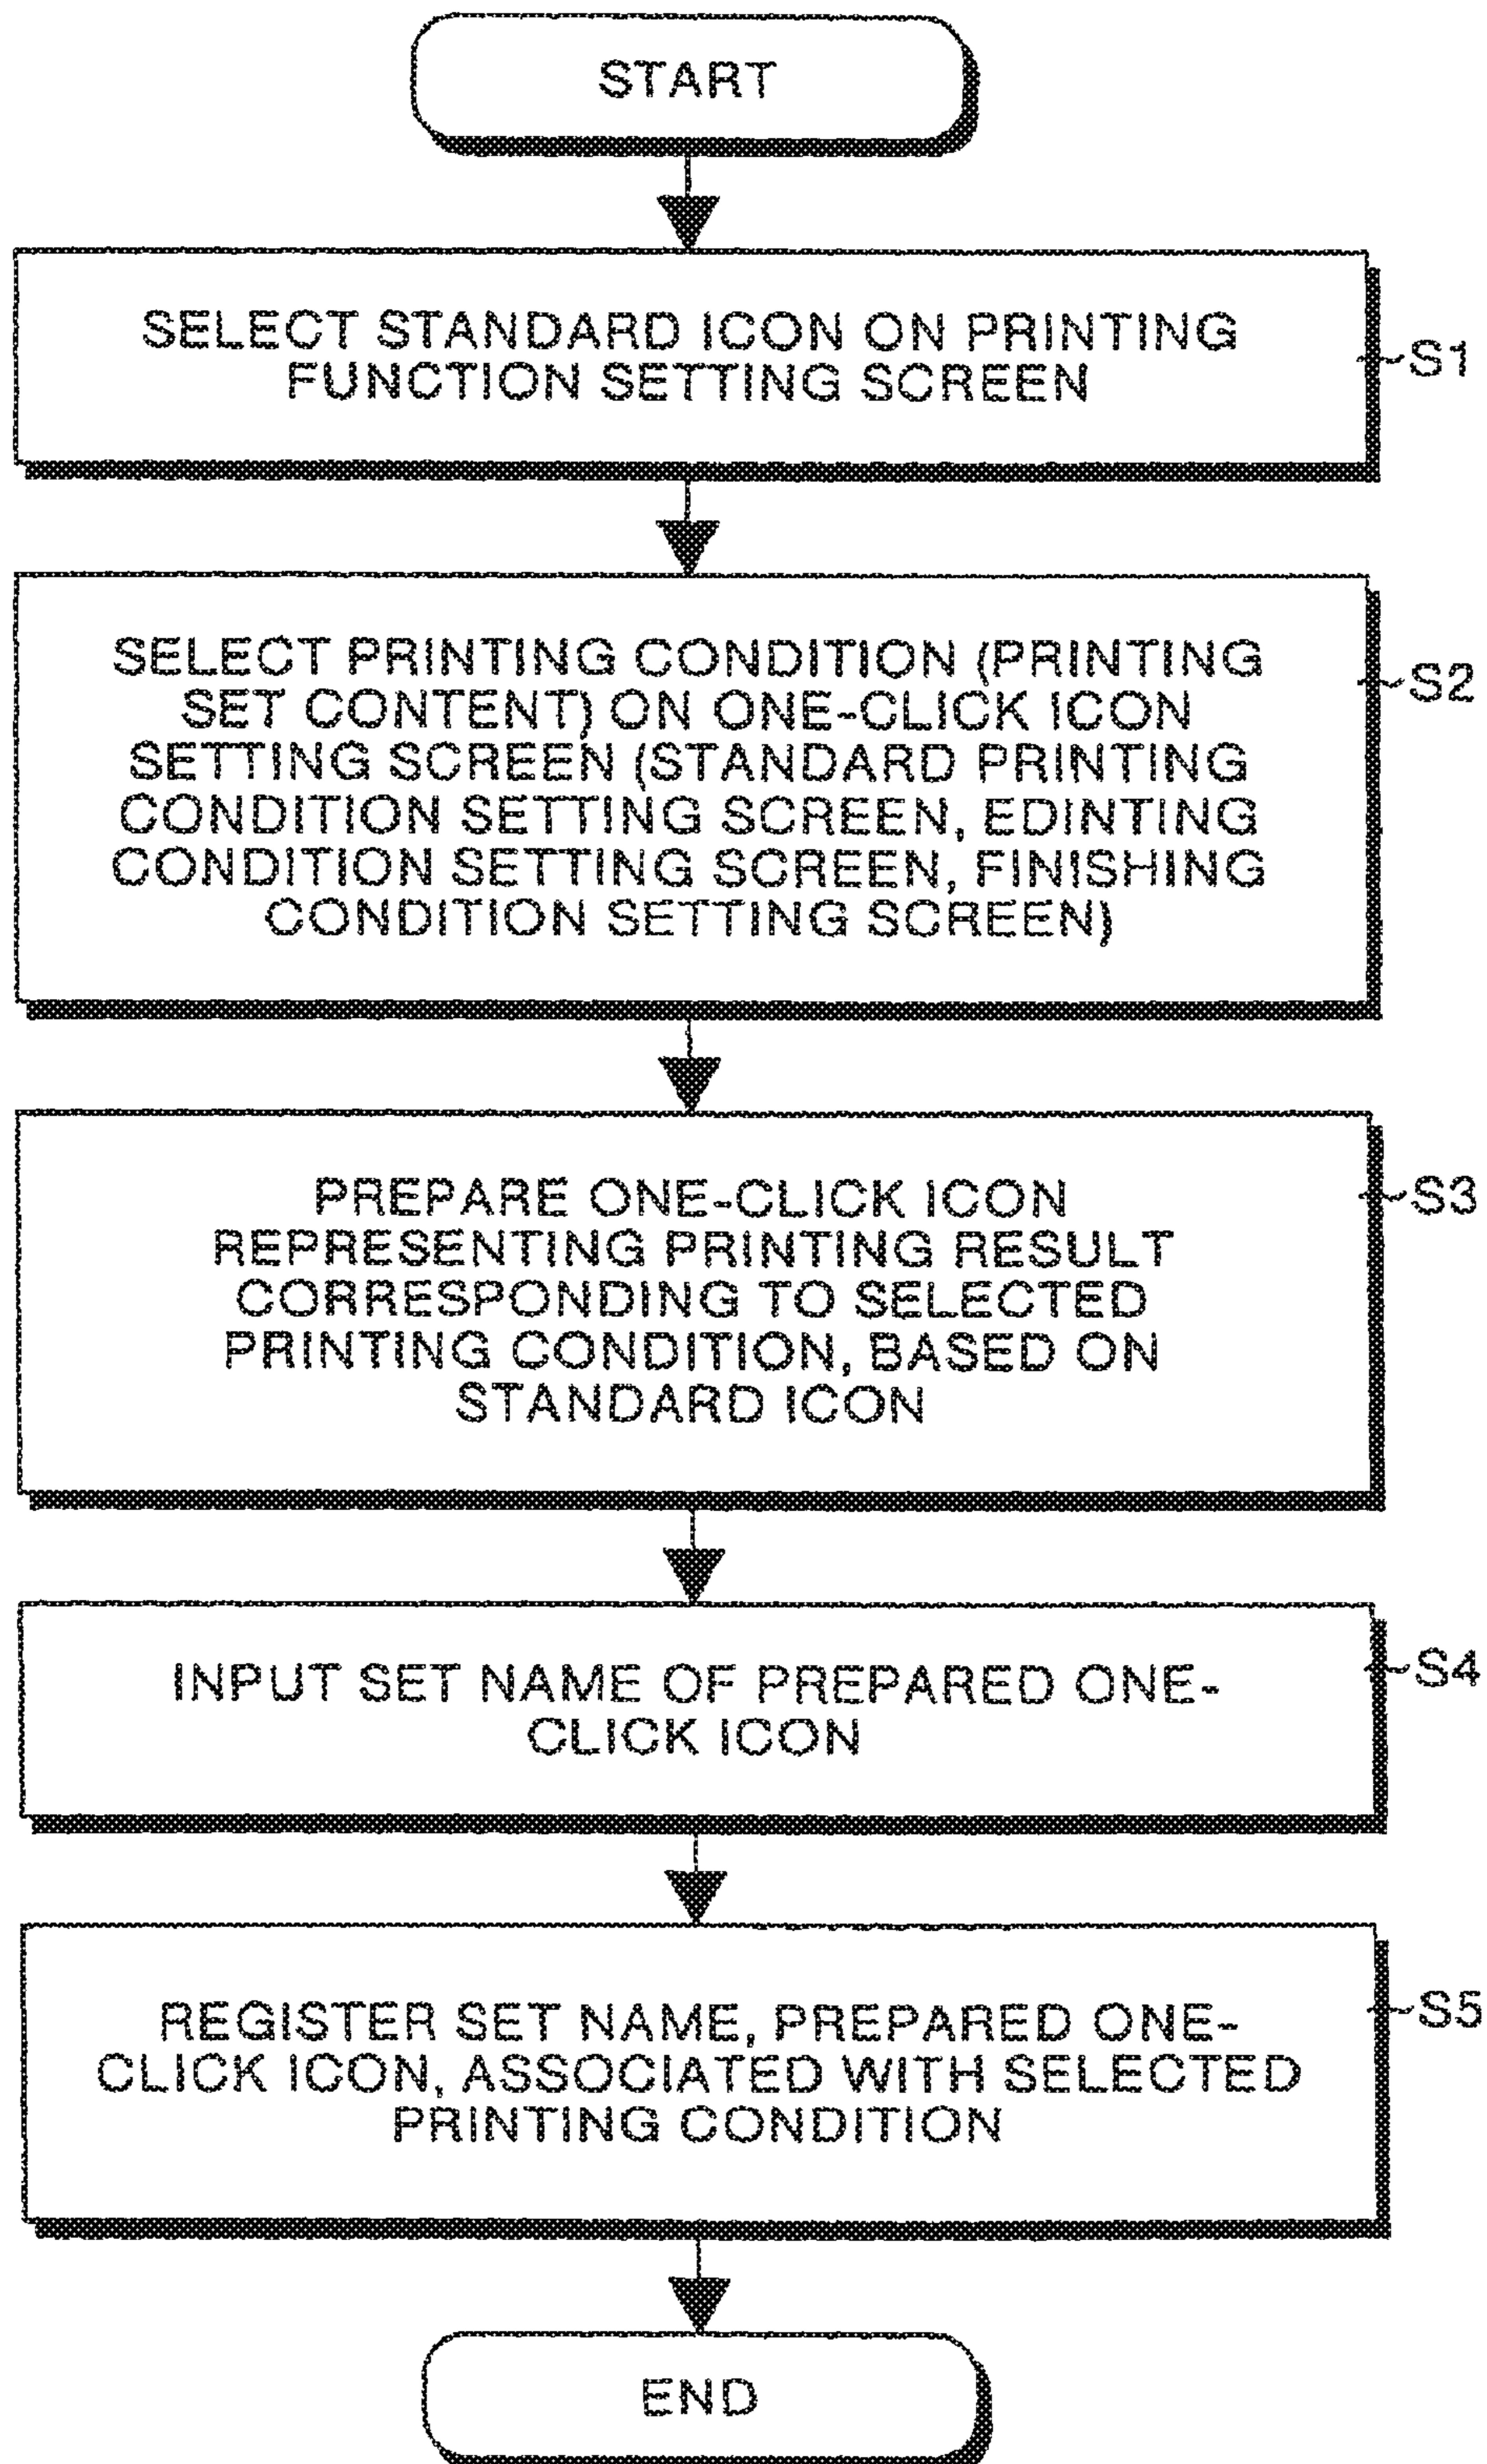 START
SELECT STANDARD ICON ON PRINTING
FUNCTION SETTING SCREEN
S1
SELECT PRINTING CONDITION (PRINTING
SET CONTENT) ON ONE-CLICK ICON
SETTING SCREEN (STANDARD PRINTING
CONDITION SETTING SCREEN, EDINTING
CONDITION SETTING SCREEN, FINISHING
CONDITION SETTING SCREEN)
S2
PREPARE ONE-CLICK ICON
REPRESENTING PRINTING RESULT
CORRESPONDING TO SELECTED
PRINTING CONDITION, BASED ON
STANDARD ICON
S3
INPUT SET NAME OF PREPARED ONE-
CLICK ICON
S4
REGISTER SET NAME, PREPARED ONE-
CLICK ICON, ASSOCIATED WITH SELECTED
PRINTING CONDITION
S5
END